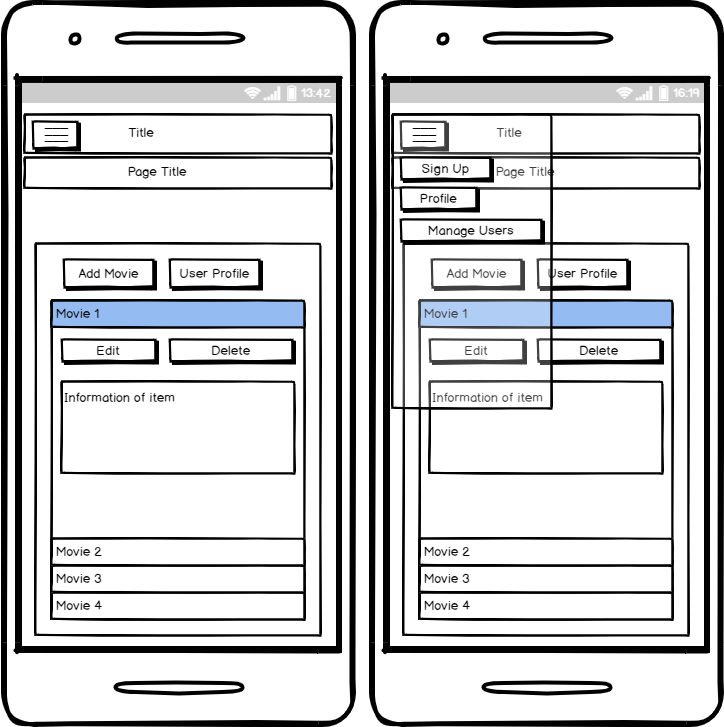 13:42
Title
Page Title
Add Movie User Profile
Movie 1
Edit Delete
Information of item
Movie 2
Movie 3
Movie 4
16:19
Title
Sign Up Page Title
Profile
Manage Users
Add Movie User Profile
Movie 1
Edit Delete
Information of item
Movie 2
Movie 3
Movie 4